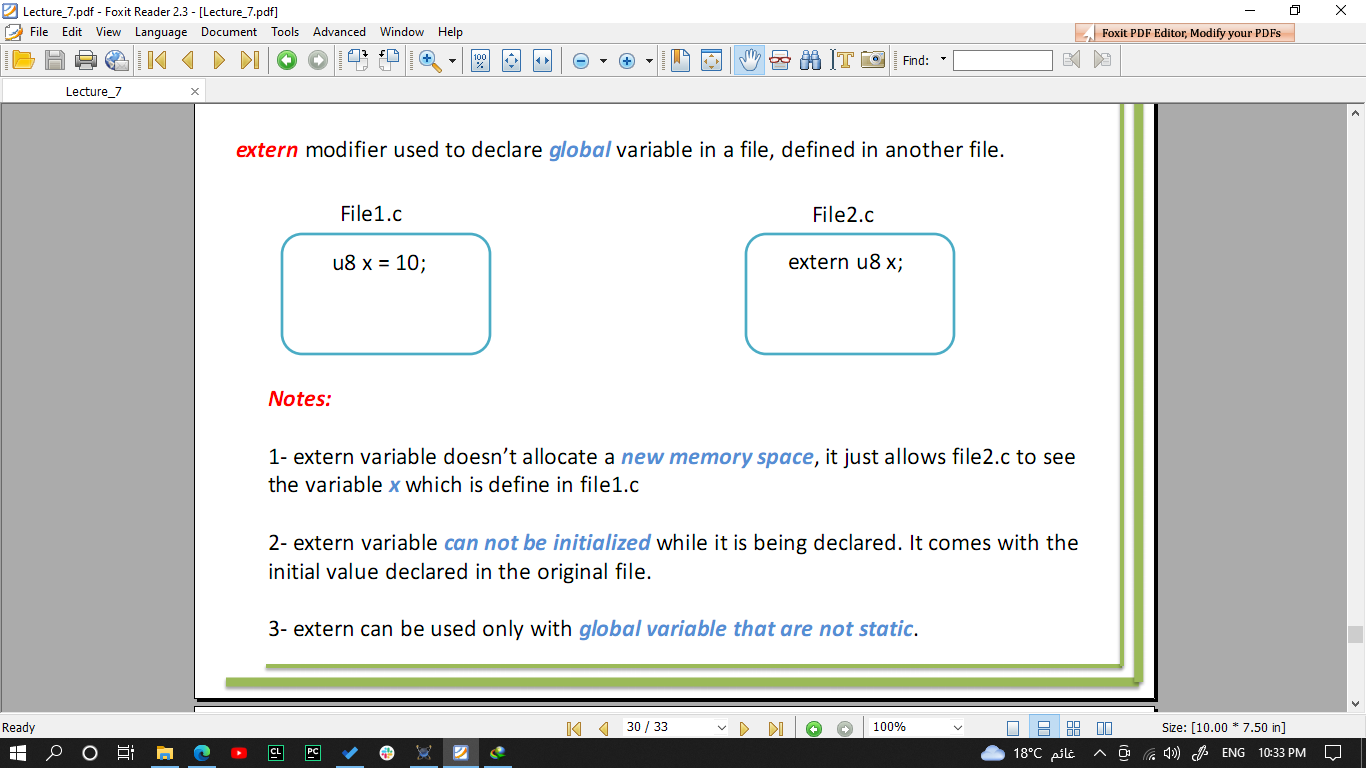 Lecture_7.pdf - Foxit Reader 2.3 - [Lecture_7.pdf]
File Edit View Language Document Tools Advanced Window Help
Foxit PDF Editor, Modify your PDFs
100 %
Find:
Lecture_7
extern modifier used to declare global variable in a file, defined in another file.
File1.c
File2.c
u8 x = 10;
extern u8 x;
Notes:
1- extern variable doesn’t allocate a new memory space, it just allows file2.c to see
the variable x which is define in file1.c
2- extern variable can not be initialized while it is being declared. It comes with the
initial value declared in the original file.
3- extern can be used only with global variable that are not static.
Ready
30 / 33
100%
Size: [10.00 * 7.50 in]
CL
PC
18°C غائم
ENG
10:33 PM